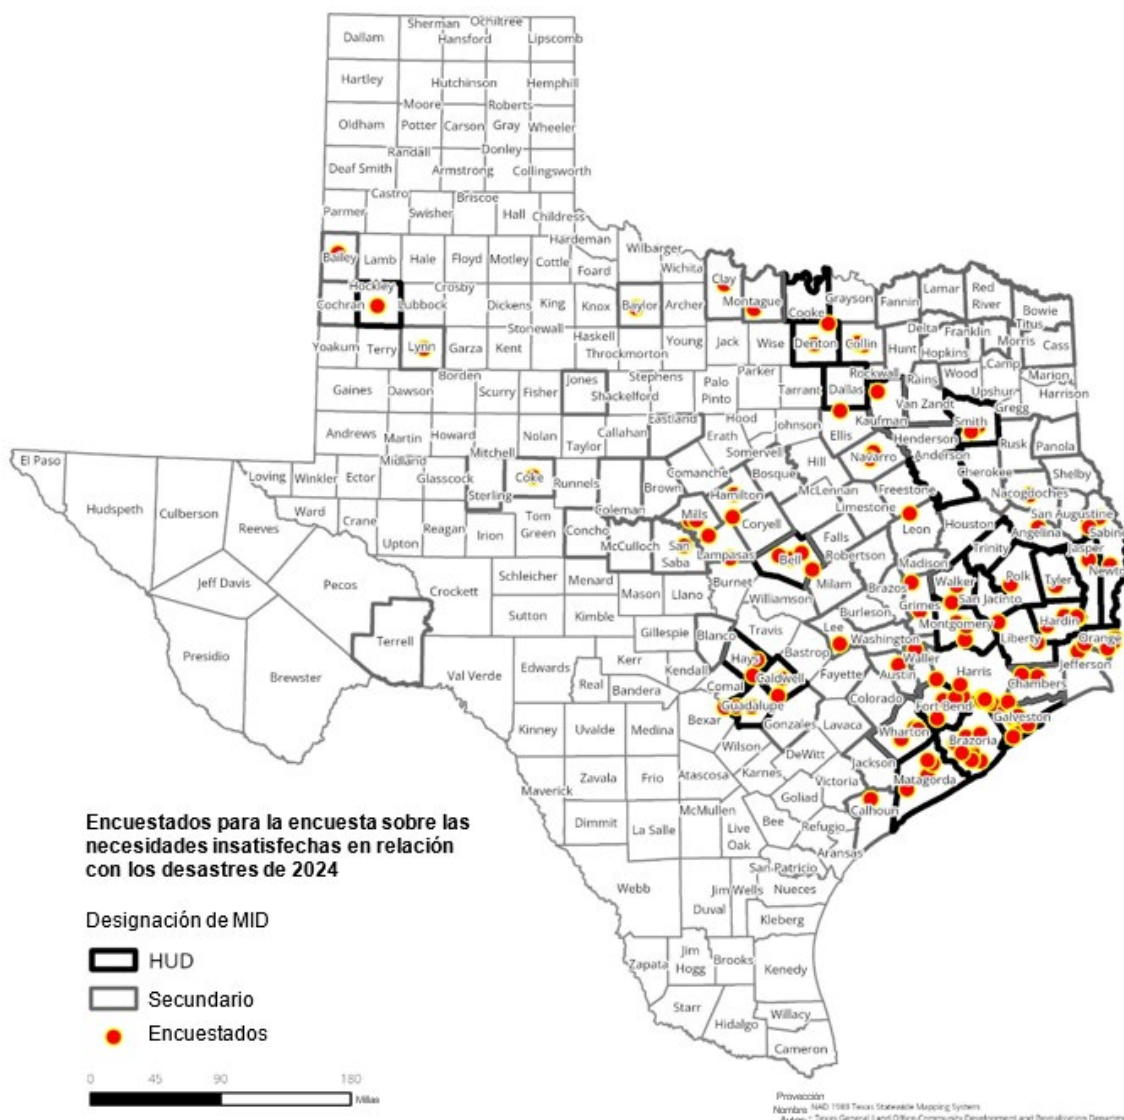 Sherman Ochiltree
Dallam Hansford Lipscomb
Hartley Hutchinson Hemphill
Moore Roberts
Oldham Potter Carson Gray Wheeler
Randall Donley
Deaf Smith Armstrong Collingsworth
Castro Briscoe
Parmer Swisher Hall Childress
Hardeman Wilbarger
Bailey Lamb Hale Floyd Motley Cottle Foard Wichita Clay
Hockley Crosby
Cochran Lubbock Dickens King Knox Baylor Archer Montague Cooke Grayson Fannin Lamar Red River Bowie
Stonewall Delta Franklin Titus
Yoakum Terry Lynn Garza Kent Haskell Throckmorton Young Jack Wise Denton Collin Hunt Hopkins Morris Cass
Borden Stephens Parker Rockwall Rains Wood Camp Marion
Gaines Dawson Scurry Fisher Jones Shackelford Palo Pinto Tarrant Dallas Kaufman Van Zandt Upshur Harrison
Gregg
Andrews Martin Howard Mitchell Nolan Taylor Callahan Eastland Erath Hood Somervell Johnson Ellis Henderson Smith Rusk Panola
El Paso Loving Winkler Ector Midland Glasscock Sterling Coke Runnels Coleman Brown Comanche Bosque Hill Navarro Anderson Cherokee Shelby
Hudspeth Culberson Reeves Ward Crane Upton Reagan Irion Tom Green Concho McCulloch Mills Hamilton Coryell McLennan Limestone Freestone Leon Houston Nacogdoches San Augustine Sabine
Angelina
Jeff Davis Pecos Crockett Schleicher Menard San Saba Lampasas Bell Falls Robertson Madison Trinity Jasper Newton
Mason Llano Burnet Williamson Milam Brazos Walker Polk Tyler
Presidio Brewster Terrell Sutton Kimble Gillespie Blanco Travis Lee Burleson Grimes San Jacinto Montgomery Hardin
Val Verde Edwards Kerr Kendall Hays Bastrop Washington Waller Liberty Orange
Real Bandera Comal Caldwell Fayette Austin Harris Chambers Jefferson
Kinney Uvalde Medina Bexar Guadalupe Gonzales Lavaca Colorado Fort Bend Galveston
Wilson DeWitt Wharton Brazoria
Maverick Zavala Frio Atascosa Karnes Victoria Jackson Matagorda
Goliad Calhoun
Dimmit La Salle McMullen Live Oak Bee Refugio
Aransas
Webb Duval Jim Wells San Patricio Nueces
Kleberg
Zapata Jim Hogg Brooks Kenedy
Starr Hidalgo Willacy
Cameron
Encuestados para la encuesta sobre las
necesidades insatisfechas en relación
con los desastres de 2024
Designación de MID
HUD
Secundario
Encuestados
0 45 90 180
Millas
Proyección
Nombre NAD 1983 Texas Statewide Mapping System
Autor: Texas General Land Office Community Development and Revitalizations